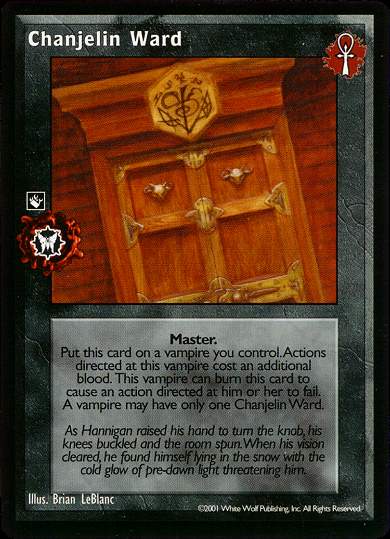 Chanjelin Ward
Master.
Put this card on a vampire you control. Actions
directed at this vampire cost an additional
blood. This vampire can burn this card to
cause an action directed at him or her to fail.
A vampire may have only one Chanjelin Ward.
As Hannigan raised his hand to turn the knob, his
knees buckled and the room spun. When his vision
cleared, he found himself lying in the snow with the
cold glow of pre-dawn light threatening him.
Illus. Brian LeBlanc
©2001 White Wolf Publishing, Inc. All Rights Reserved.